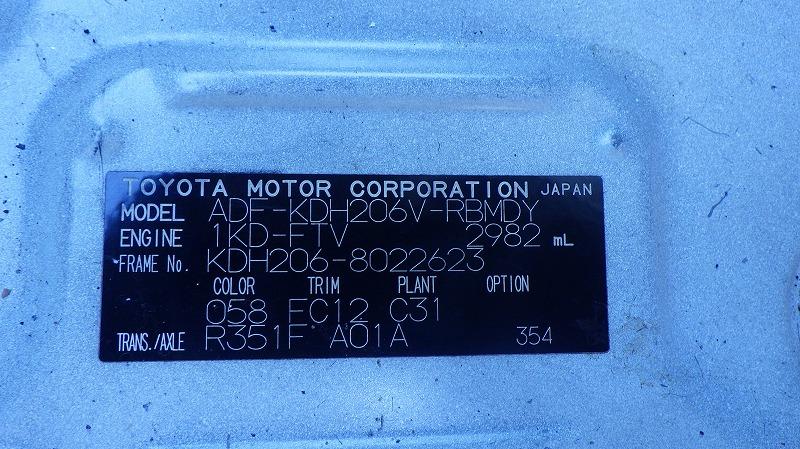 TOYOTA MOTOR CORPORATION JAPAN
MODEL ADF-KDH206V-RBMDY
ENGINE 1KD-FTV 2982 mL
FRAME No. KDH206-8022623
COLOR TRIM PLANT OPTION
058 FC12 C31
TRANS./AXLE R351F A01A 354